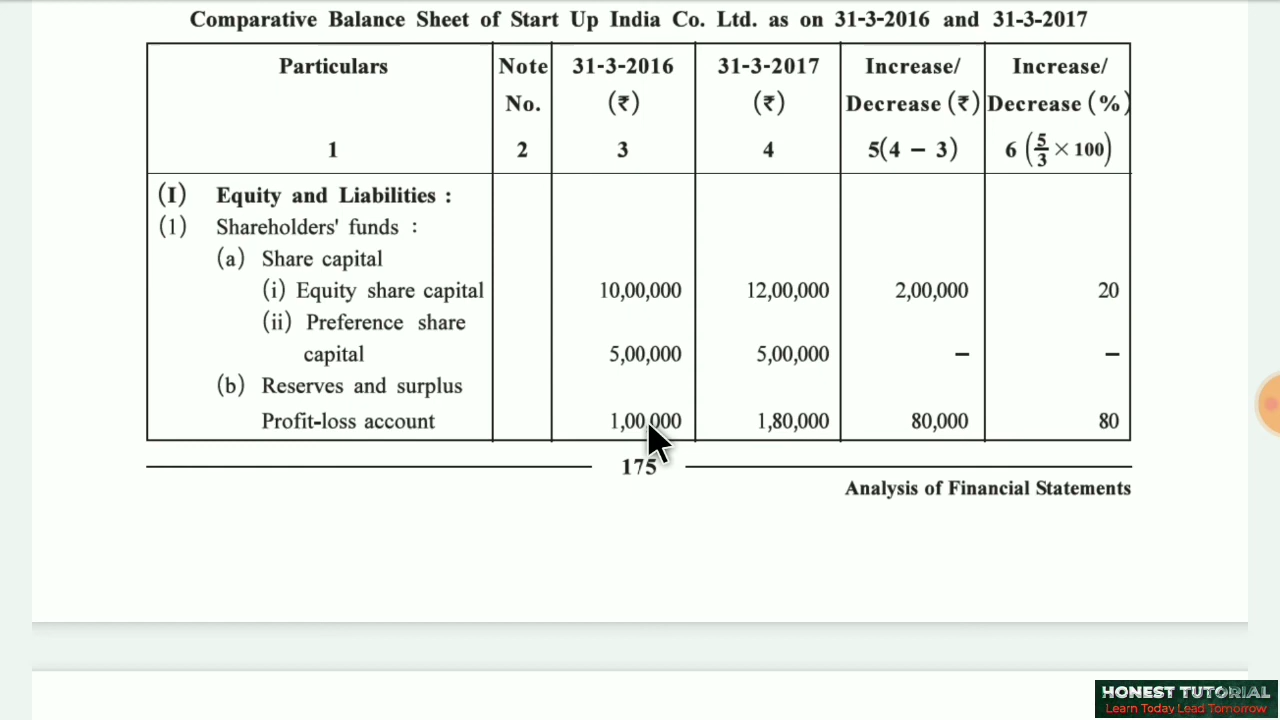 Comparative Balance Sheet of Start Up India Co. Ltd. as on 31-3-2016 and 31-3-2017
Particulars Note No. 31-3-2016 (₹) 31-3-2017 (₹) Increase/ Decrease (₹) Increase/ Decrease (%)
1 2 3 4 5(4 – 3) 6 (5/3 × 100)
(I) Equity and Liabilities :
(1) Shareholders' funds :
(a) Share capital
(i) Equity share capital 10,00,000 12,00,000 2,00,000 20
(ii) Preference share
capital 5,00,000 5,00,000 – –
(b) Reserves and surplus
Profit-loss account 1,00,000 1,80,000 80,000 80
175
Analysis of Financial Statements
HONEST TUTORIAL
Learn Today Lead Tomorrow